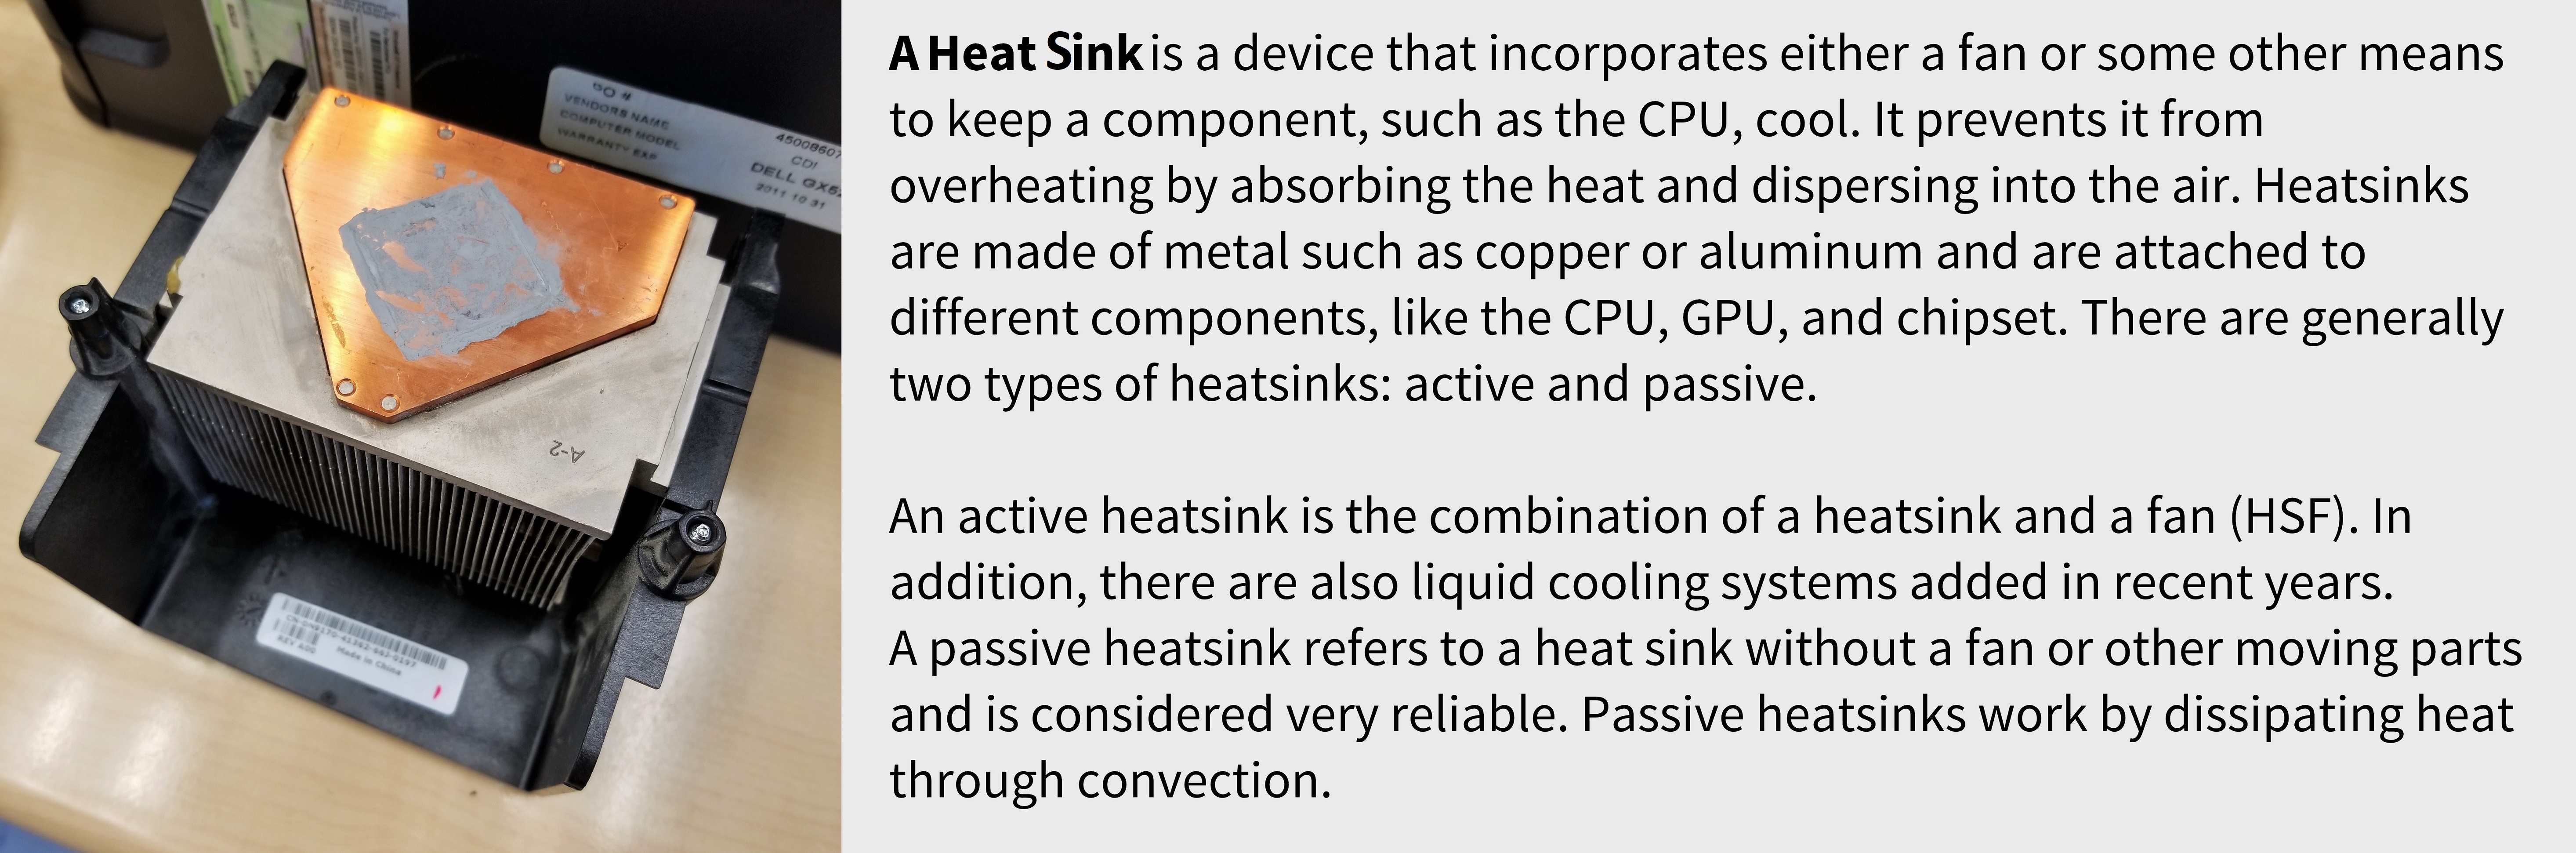 GO #
VENDORS NAME
COMPUTER MODEL
WARRANTY EXP
45008607
CDI
DELL GX52
2011 10 31
A-2
Made in China
REV A00
A Heat Sink is a device that incorporates either a fan or some other means
to keep a component, such as the CPU, cool. It prevents it from
overheating by absorbing the heat and dispersing into the air. Heatsinks
are made of metal such as copper or aluminum and are attached to
different components, like the CPU, GPU, and chipset. There are generally
two types of heatsinks: active and passive.
An active heatsink is the combination of a heatsink and a fan (HSF). In
addition, there are also liquid cooling systems added in recent years.
A passive heatsink refers to a heat sink without a fan or other moving parts
and is considered very reliable. Passive heatsinks work by dissipating heat
through convection.